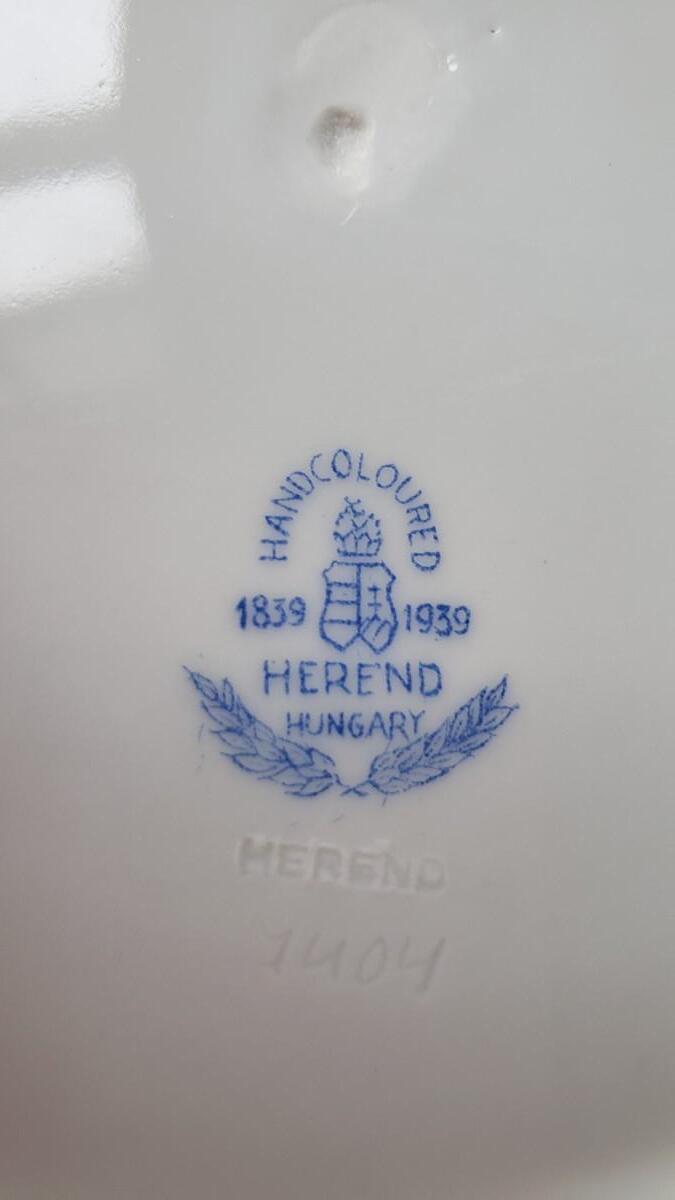 HANDCOLOURED
1839 1939
HEREND
HUNGARY
HEREND
1404